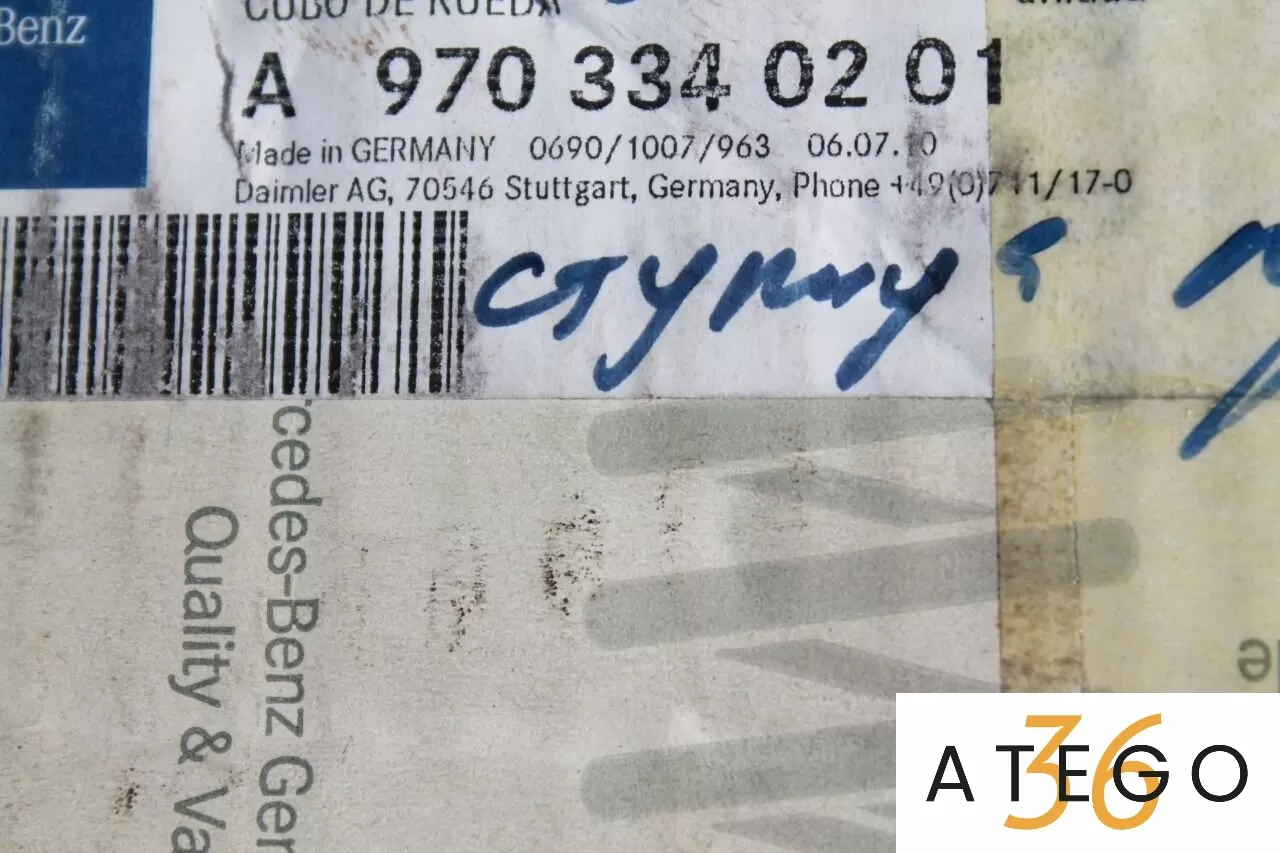 Benz
CUBO DE RUEDA
A 970 334 02 01
Made in GERMANY 0690/1007/963 06.07.10
Daimler AG, 70546 Stuttgart, Germany, Phone +49(0)711/17-0
cedes-Benz Ger
Quality & Va
ATEGO
36